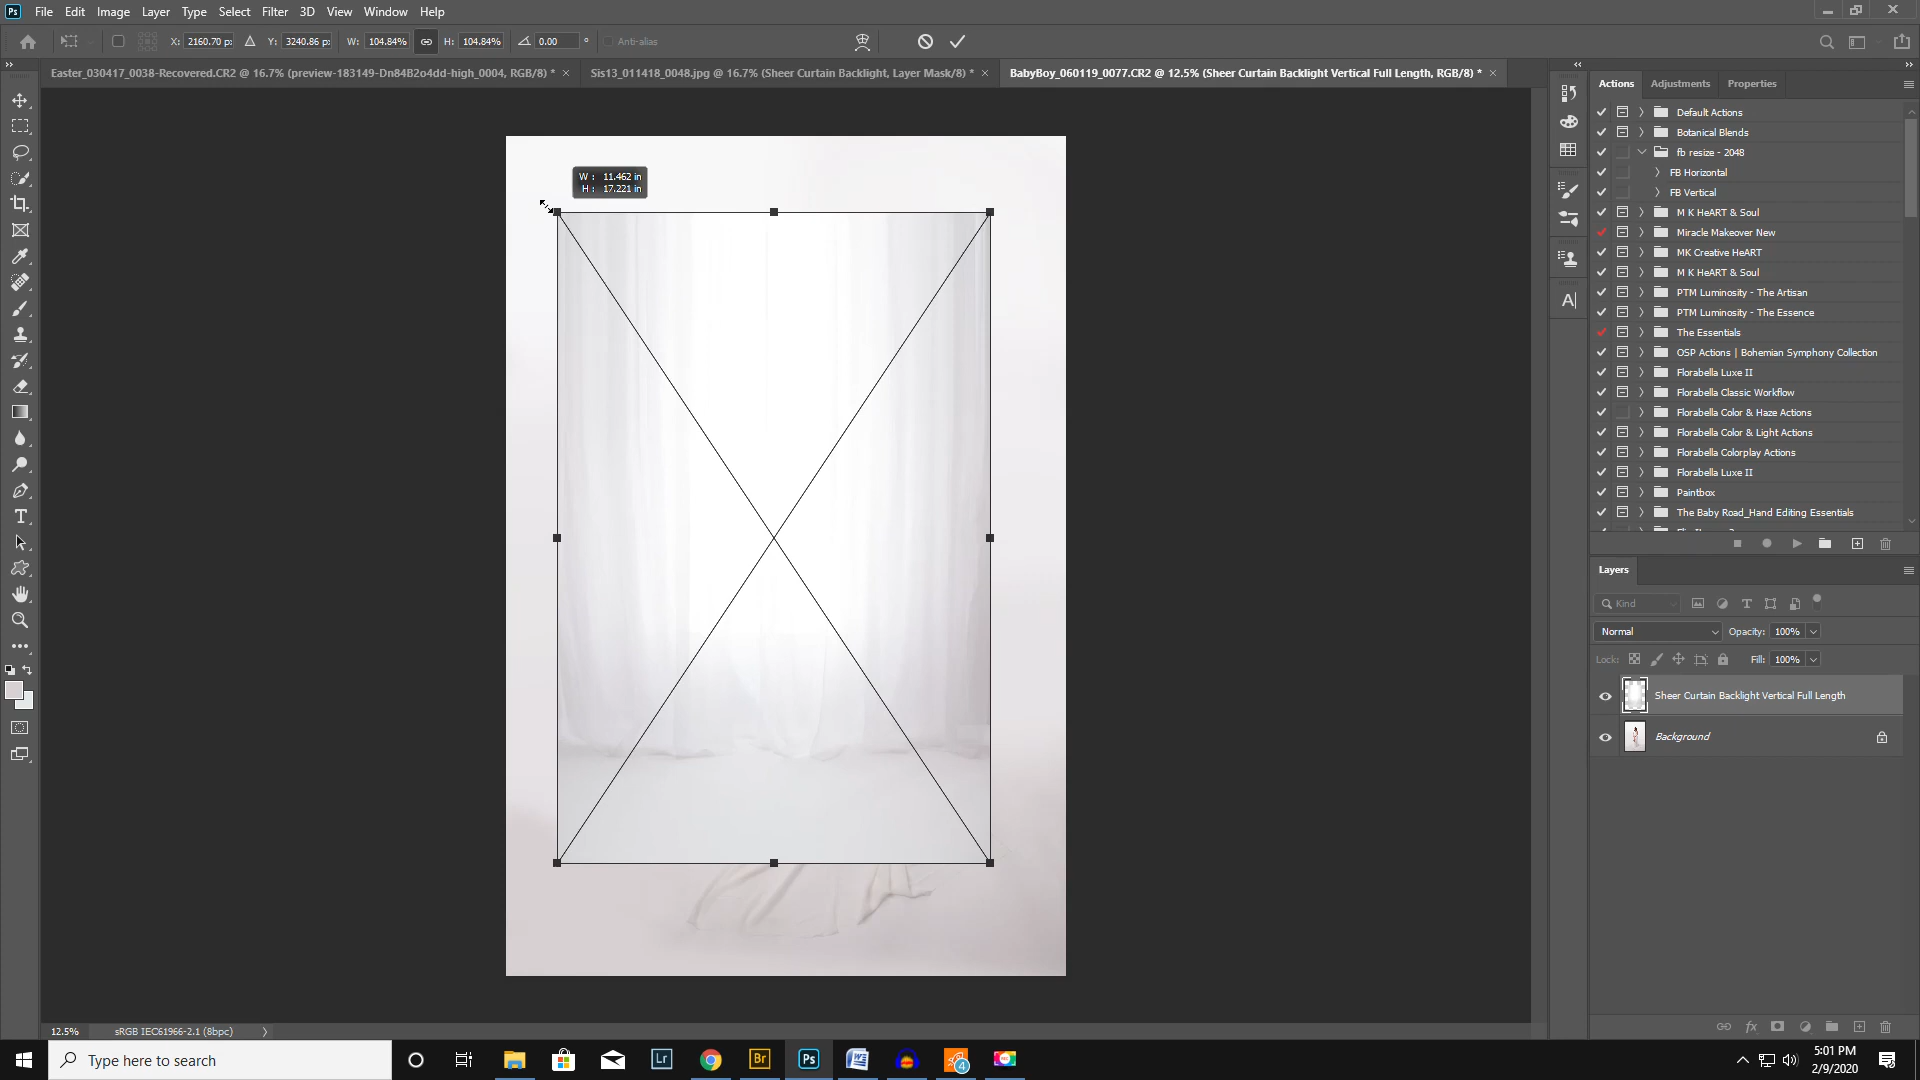 Ps File Edit Image Layer Type Select Filter 3D View Window Help
X: 2160.70 p: Y: 3240.86 p: W: 104.84% H: 104.84% 0.00 ° Anti-alias
Easter_030417_0038-Recovered.CR2 @ 16.7% (preview-183149-Dn84B2o4dd-high_0004, RGB/8) * × Sis13_011418_0048.jpg @ 16.7% (Sheer Curtain Backlight, Layer Mask/8) * × BabyBoy_060119_0077.CR2 @ 12.5% (Sheer Curtain Backlight Vertical Full Length, RGB/8) * ×
W : 11.462 in
H : 17.221 in
Actions Adjustments Properties
Default Actions
Botanical Blends
fb resize - 2048
FB Horizontal
FB Vertical
M K HeART & Soul
Miracle Makeover New
MK Creative HeART
M K HeART & Soul
PTM Luminosity - The Artisan
PTM Luminosity - The Essence
The Essentials
OSP Actions | Bohemian Symphony Collection
Florabella Luxe II
Florabella Classic Workflow
Florabella Color & Haze Actions
Florabella Color & Light Actions
Florabella Colorplay Actions
Florabella Luxe II
Paintbox
The Baby Road_Hand Editing Essentials
Layers
Kind
Normal Opacity: 100%
Lock: Fill: 100%
Sheer Curtain Backlight Vertical Full Length
Background
12.5% sRGB IEC61966-2.1 (8bpc)
Type here to search
Lr Br Ps W 4
5:01 PM
2/9/2020